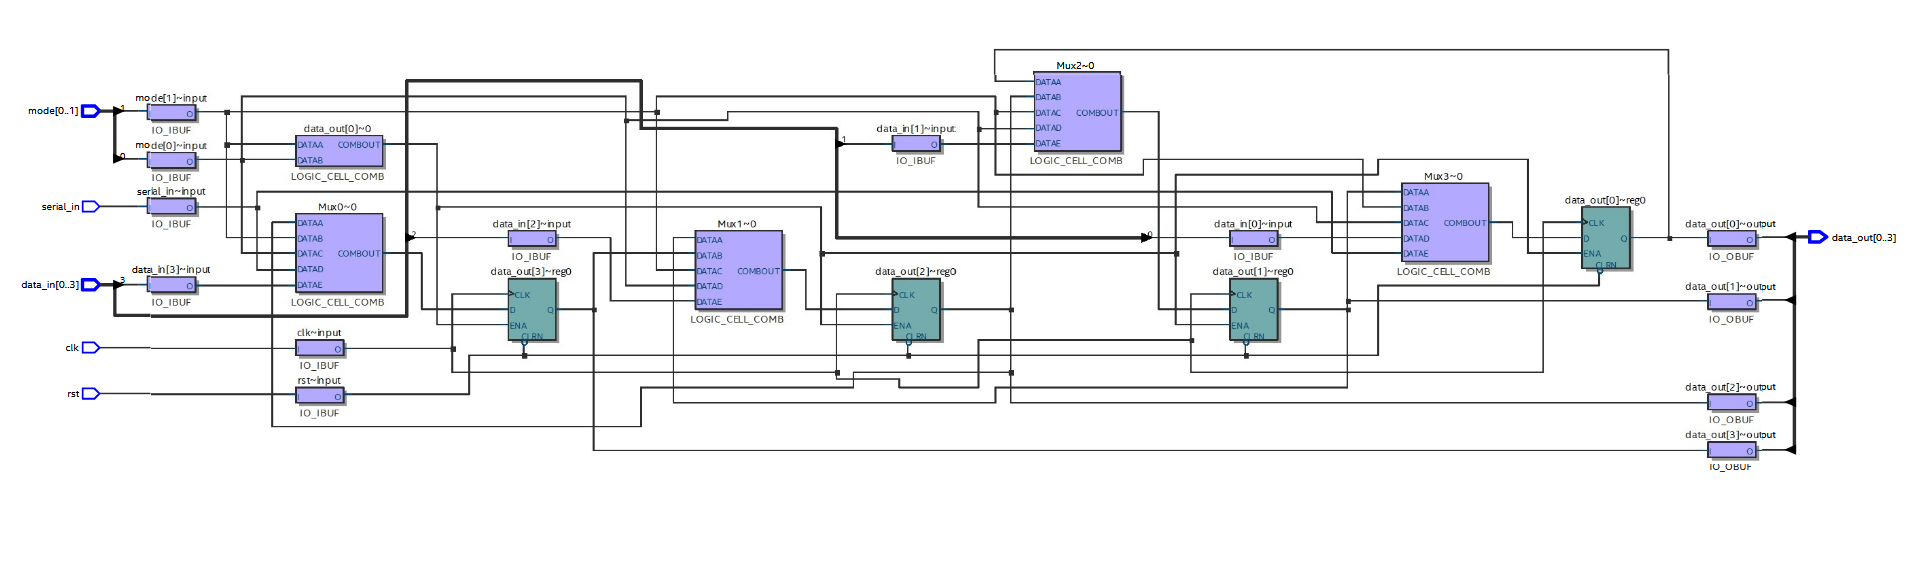 mode[0..1]
1
0
mode[1]~input
I
O
IO_IBUF
mode[0]~input
I
O
IO_IBUF
serial_in
serial_in~input
I
O
IO_IBUF
data_in[0..3]
3
data_in[3]~input
I
O
IO_IBUF
clk
clk~input
I
O
IO_IBUF
rst
rst~input
I
O
IO_IBUF
data_out[0]~0
DATAA
DATAB
COMBOUT
LOGIC_CELL_COMB
Mux0~0
DATAA
DATAB
DATAC
DATAD
DATAE
COMBOUT
LOGIC_CELL_COMB
2
data_in[2]~input
I
O
IO_IBUF
data_out[3]~reg0
CLK
D
ENA
CLRN
Q
Mux1~0
DATAA
DATAB
DATAC
DATAD
DATAE
COMBOUT
LOGIC_CELL_COMB
1
data_in[1]~input
I
O
IO_IBUF
data_out[2]~reg0
CLK
D
ENA
CLRN
Q
Mux2~0
DATAA
DATAB
DATAC
DATAD
DATAE
COMBOUT
LOGIC_CELL_COMB
0
data_in[0]~input
I
O
IO_IBUF
data_out[1]~reg0
CLK
D
ENA
CLRN
Q
Mux3~0
DATAA
DATAB
DATAC
DATAD
DATAE
COMBOUT
LOGIC_CELL_COMB
data_out[0]~reg0
CLK
D
ENA
CLRN
Q
data_out[0]~output
I
O
IO_OBUF
data_out[1]~output
I
O
IO_OBUF
data_out[2]~output
I
O
IO_OBUF
data_out[3]~output
I
O
IO_OBUF
data_out[0..3]